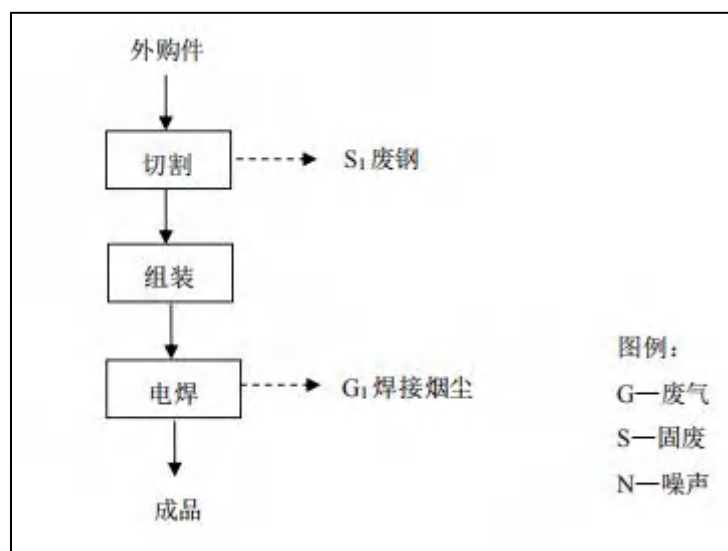 外购件
切割
S1废钢
组装
图例：
电焊
G1焊接烟尘
G—废气
S—固废
N—噪声
成品